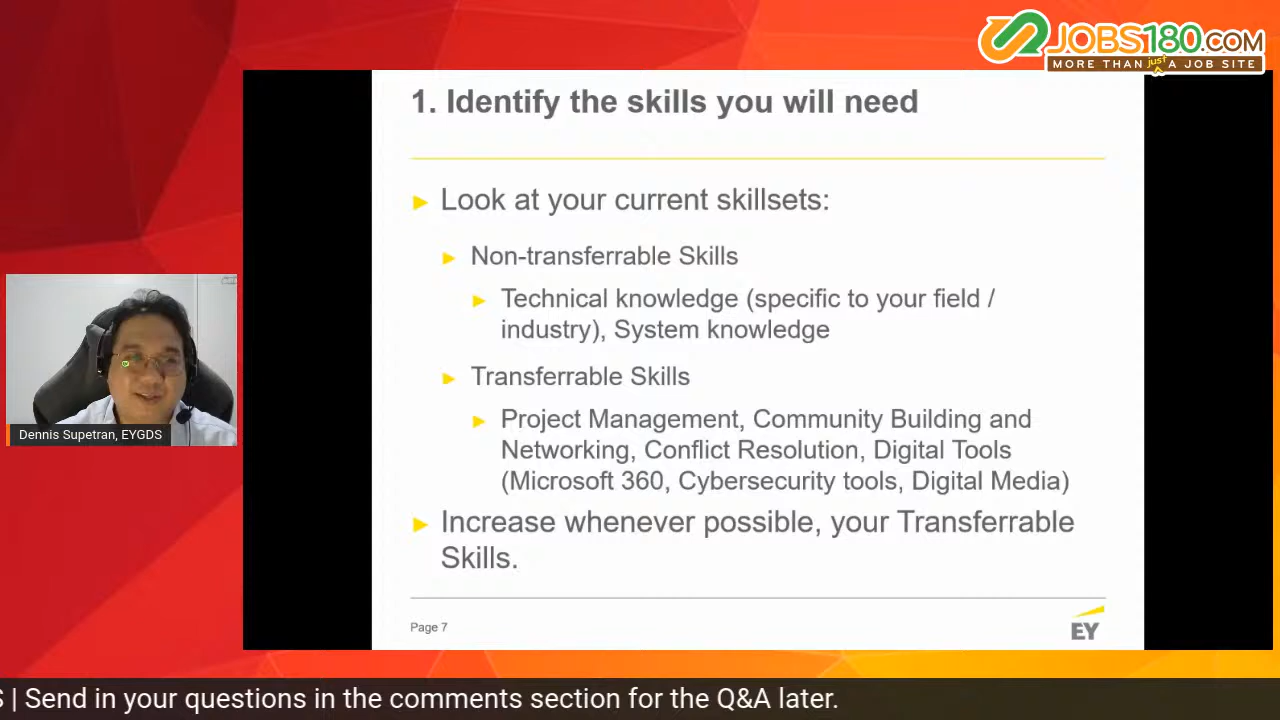 JOBS180.COM
MORE THAN just A JOB SITE
1. Identify the skills you will need
Look at your current skillsets:
Non-transferrable Skills
Technical knowledge (specific to your field /
industry), System knowledge
Transferrable Skills
Project Management, Community Building and
Networking, Conflict Resolution, Digital Tools
(Microsoft 360, Cybersecurity tools, Digital Media)
Increase whenever possible, your Transferrable
Skills.
Page 7
EY
Dennis Supetran, EYGDS
S | Send in your questions in the comments section for the Q&A later.